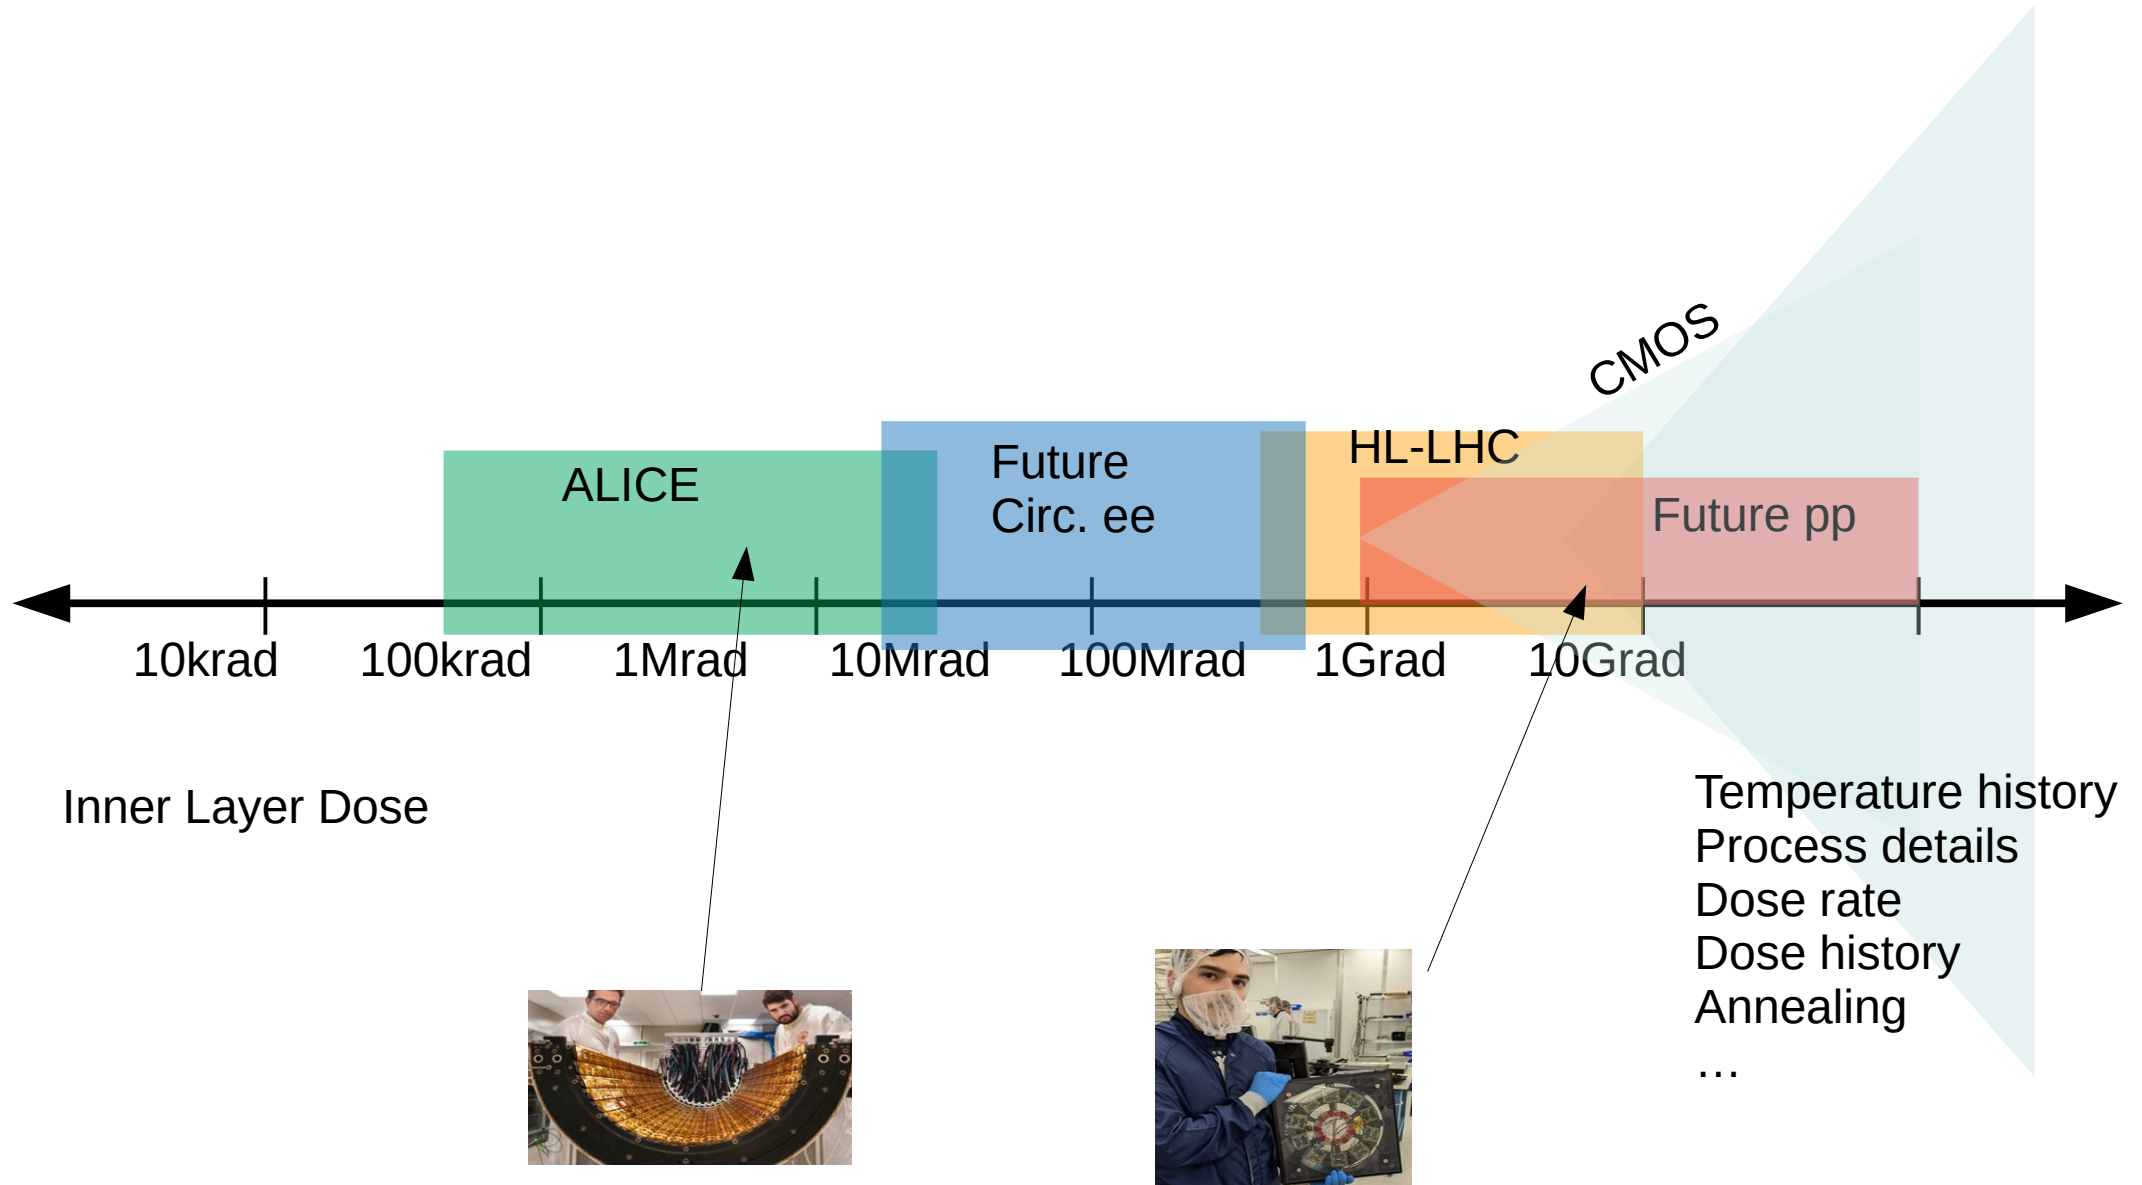 CMOS
HL-LHC
Future
Circ. ee
ALICE
Future pp
10krad
100krad
1Mrad
10Mrad
100Mrad
1Grad
10Grad
Inner Layer Dose
Temperature history
Process details
Dose rate
Dose history
Annealing
…